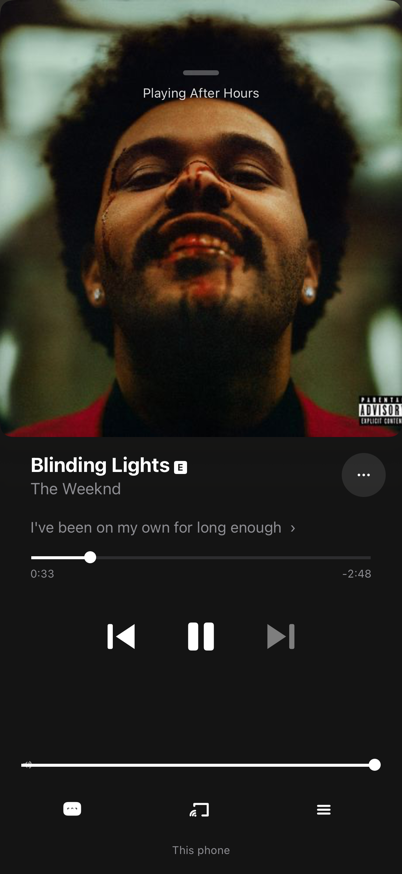 Playing After Hours
PARENTAL
ADVISORY
EXPLICIT CONTENT
Blinding Lights E
The Weeknd
I've been on my own for long enough
0:33
-2:48
This phone